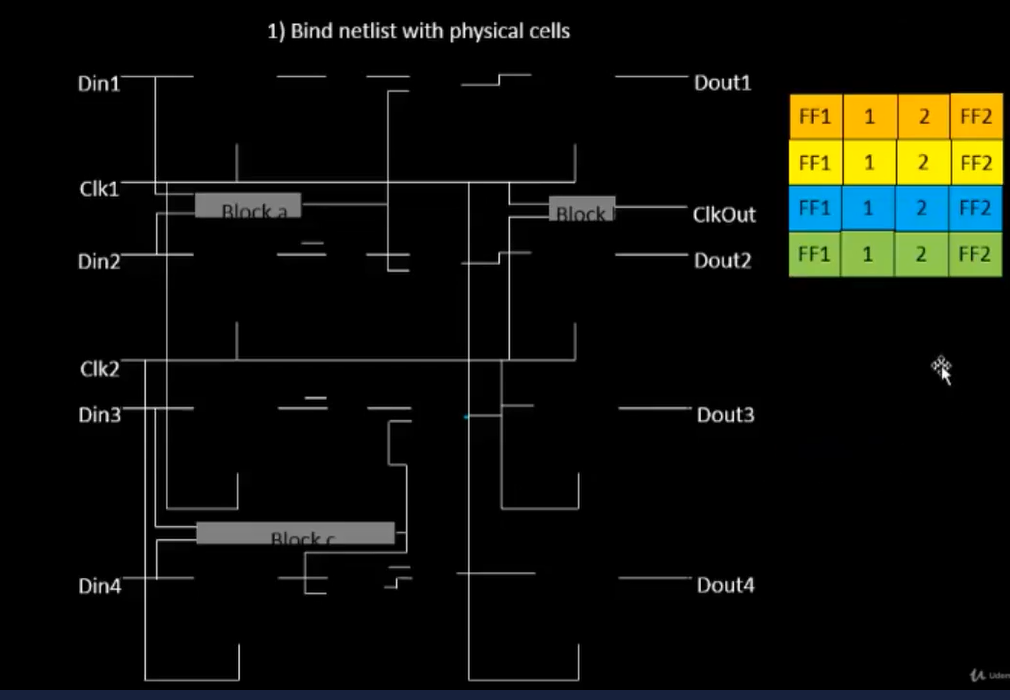 1) Bind netlist with physical cells
Din1
Dout1
FF1 1 2 FF2
FF1 1 2 FF2
FF1 1 2 FF2
FF1 1 2 FF2
Clk1
Block a
Block
ClkOut
Din2
Dout2
Clk2
Din3
Dout3
Block c
Din4
Dout4